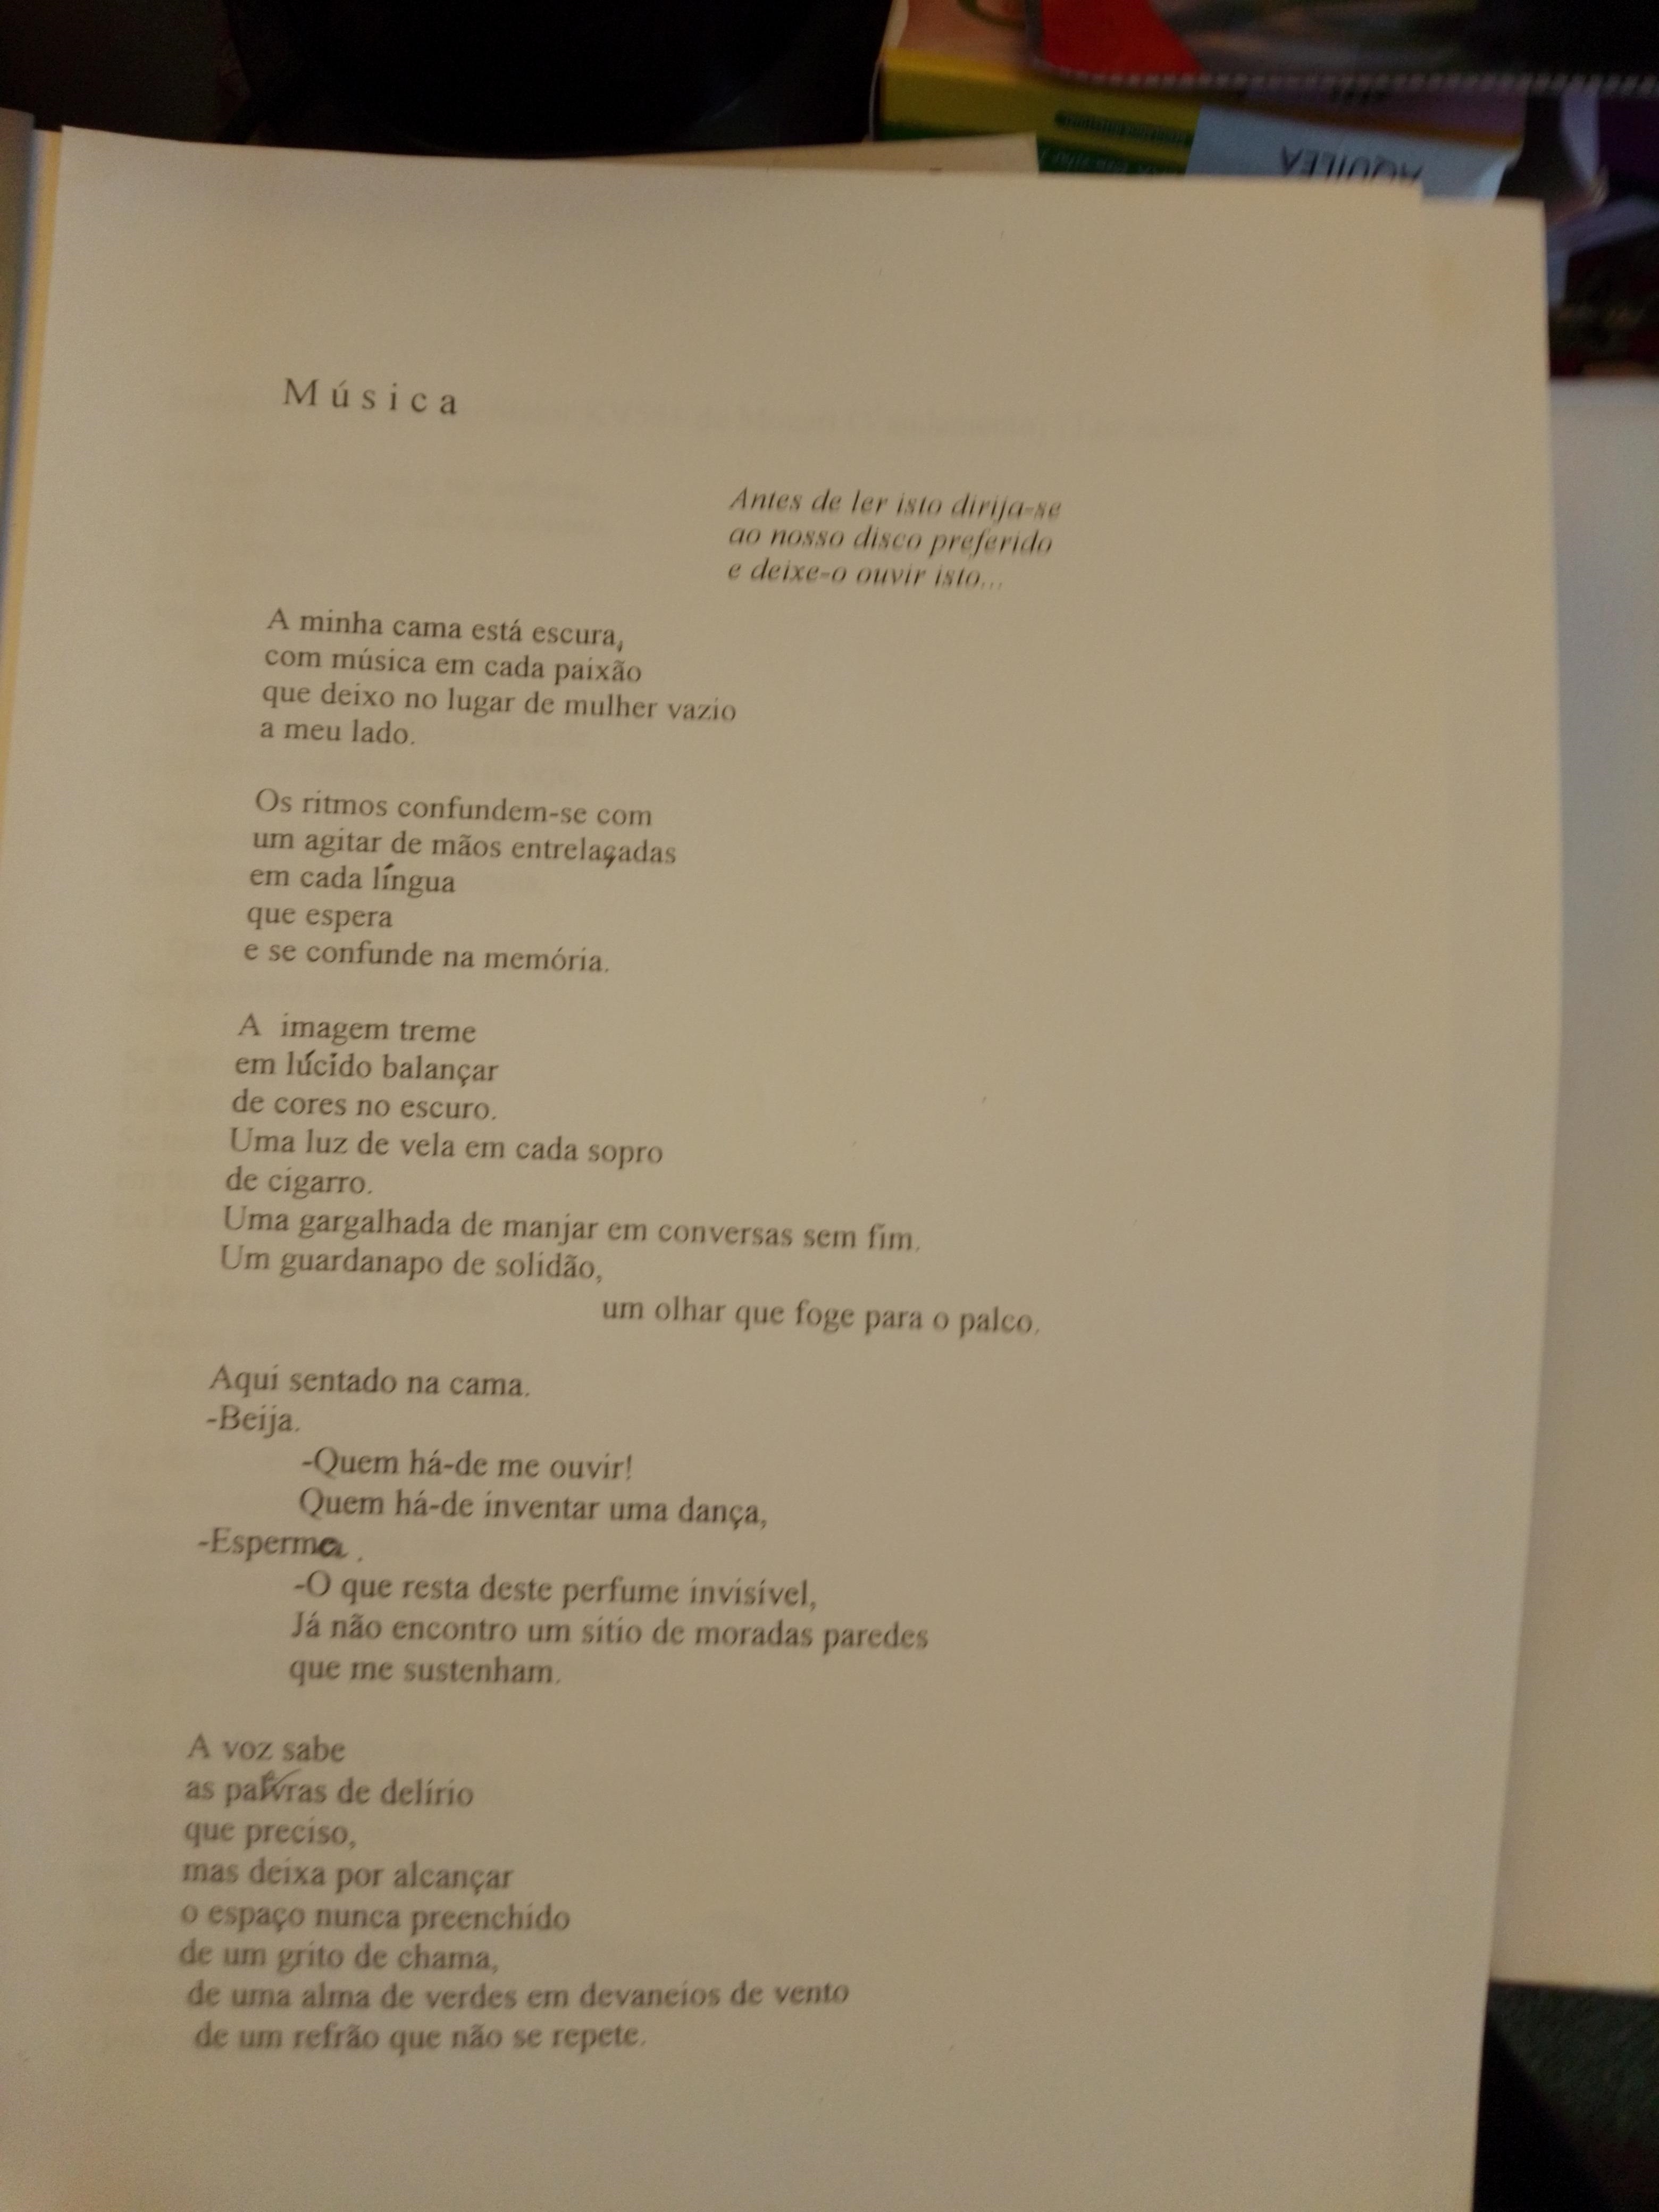 AQUILEA
Música
Antes de ler isto dirija-se
ao nosso disco preferido
e deixe-o ouvir isto...
A minha cama está escura,
com música em cada paixão
que deixo no lugar de mulher vazio
a meu lado.
Os ritmos confundem-se com
um agitar de mãos entrelaçadas
em cada língua
que espera
e se confunde na memória.
A imagem treme
em lúcido balançar
de cores no escuro.
Uma luz de vela em cada sopro
de cigarro.
Uma gargalhada de manjar em conversas sem fim.
Um guardanapo de solidão,
um olhar que foge para o palco.
Aqui sentado na cama.
-Beija.
-Quem há-de me ouvir!
Quem há-de inventar uma dança,
-Esperma.
-O que resta deste perfume invisível,
Já não encontro um sítio de moradas paredes
que me sustenham.
A voz sabe
as palavras de delírio
que preciso,
mas deixa por alcançar
o espaço nunca preenchido
de um grito de chama,
de uma alma de verdes em devaneios de vento
de um refrão que não se repete.